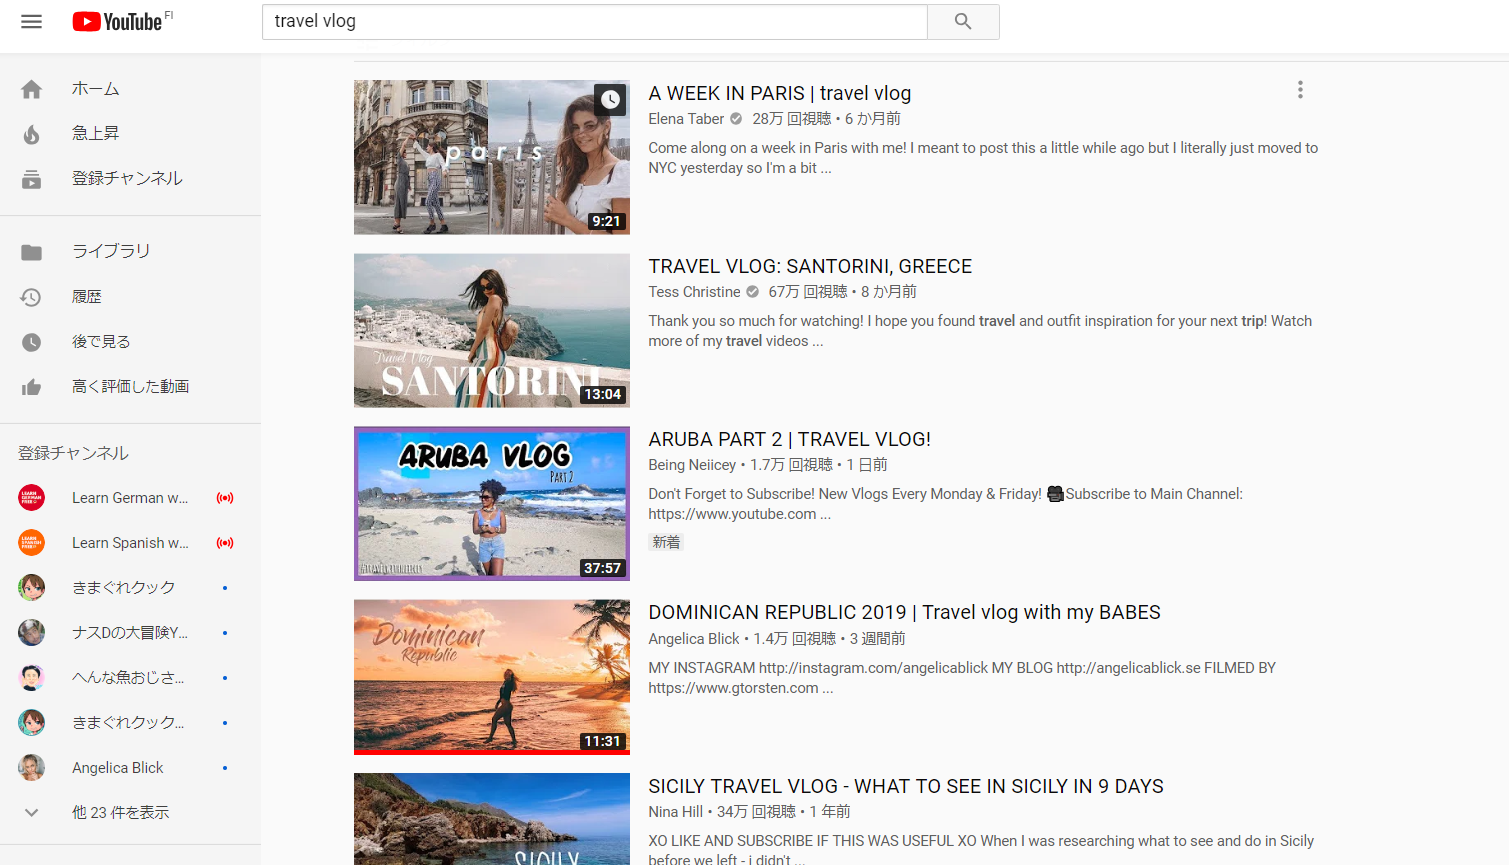 YouTube FI
travel vlog
ホーム
急上昇
登録チャンネル
ライブラリ
履歴
後で見る
高く評価した動画
登録チャンネル
Learn German w...
Learn Spanish w...
きまぐれクック
ナスDの大冒険Y...
へんな魚おじさ...
きまぐれクック...
Angelica Blick
他 23 件を表示
paris
9:21
A WEEK IN PARIS | travel vlog
Elena Taber 28万 回視聴 • 6 か月前
Come along on a week in Paris with me! I meant to post this a little while ago but I literally just moved to
NYC yesterday so I'm a bit ...
Travel Vlog
SANTORINI
13:04
TRAVEL VLOG: SANTORINI, GREECE
Tess Christine 67万 回視聴 • 8 か月前
Thank you so much for watching! I hope you found travel and outfit inspiration for your next trip! Watch
more of my travel videos ...
ARUBA VLOG
PART 2
37:57
ARUBA PART 2 | TRAVEL VLOG!
Being Neiicey • 1.7万 回視聴 • 1 日前
Don't Forget to Subscribe! New Vlogs Every Monday & Friday! Subscribe to Main Channel:
https://www.youtube.com ...
新着
Dominican
Republic
11:31
DOMINICAN REPUBLIC 2019 | Travel vlog with my BABES
Angelica Blick • 1.4万 回視聴 • 3 週間前
MY INSTAGRAM http://instagram.com/angelicablick MY BLOG http://angelicablick.se FILMED BY
https://www.gtorsten.com ...
SICILY
SICILY TRAVEL VLOG - WHAT TO SEE IN SICILY IN 9 DAYS
Nina Hill • 34万 回視聴 • 1 年前
XO LIKE AND SUBSCRIBE IF THIS WAS USEFUL XO When I was researching what to see and do in Sicily
before we left - i didn't ...